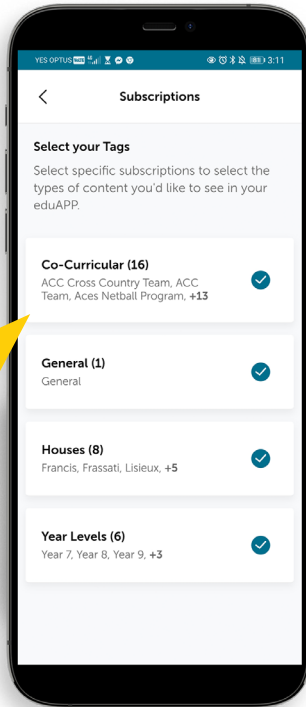 YES OPTUS 3:11
Subscriptions
Select your Tags
Select specific subscriptions to select the
types of content you'd like to see in your
eduAPP.
Co-Curricular (16)
ACC Cross Country Team, ACC
Team, Aces Netball Program, +13
General (1)
General
Houses (8)
Francis, Frassati, Lisieux, +5
Year Levels (6)
Year 7, Year 8, Year 9, +3